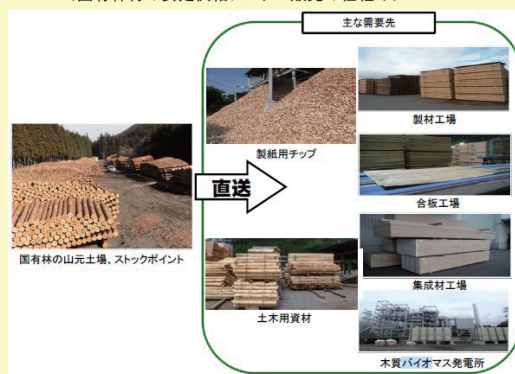 主な需要先
製紙用チップ
製材工場
直送
合板工場
国有林の山元土場、ストックポイント
土木用資材
集成材工場
木質バイオマス発電所